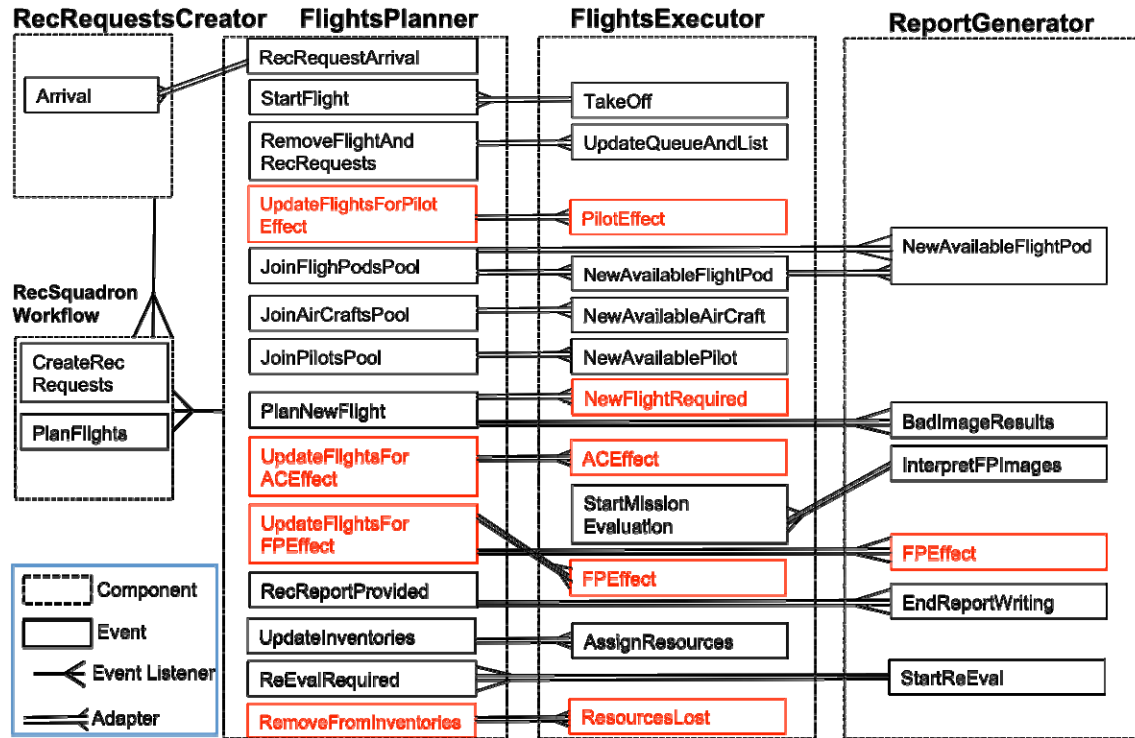 RecRequestsCreator
FlightsPlanner
FlightsExecutor
ReportGenerator
Arrival
RecSquadron
Workflow
CreateRec
Requests
PlanFlights
RecRequestArrival
StartFlight
RemoveFlightAnd
RecRequests
UpdateFlightsForPilot
Effect
JoinFlighPodsPool
JoinAirCraftsPool
JoinPilotsPool
PlanNewFlight
UpdateFlightsFor
ACEffect
UpdateFlightsFor
FPEffect
RecReportProvided
UpdateInventories
ReEvalRequired
RemoveFromInventories
TakeOff
UpdateQueueAndList
PilotEffect
NewAvailableFlightPod
NewAvailableAirCraft
NewAvailablePilot
NewFlightRequired
ACEffect
StartMission
Evaluation
FPEffect
AssignResources
ResourcesLost
NewAvailableFlightPod
BadImageResults
InterpretFPImages
FPEffect
EndReportWriting
StartReEval
Component
Event
Event Listener
Adapter